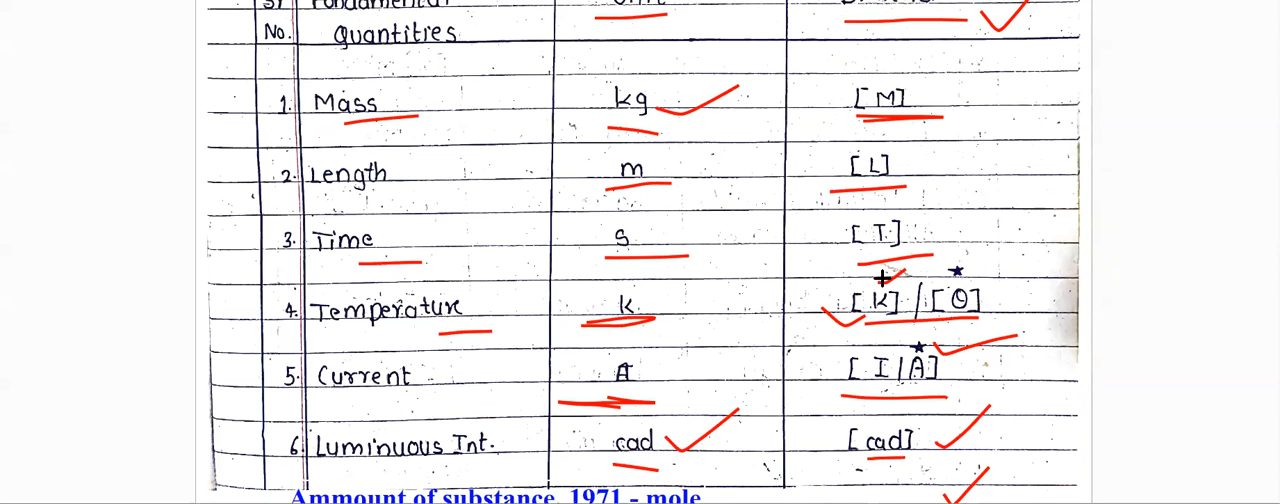 No. Quantities
1. Mass kg [M]
2. Length m [L]
3. Time S [T]
4. Temperature K [K] / [θ]
5. Current A [I/A]
6. Luminuous Int. cad [cad]
Ammount of substance 1971 - mole